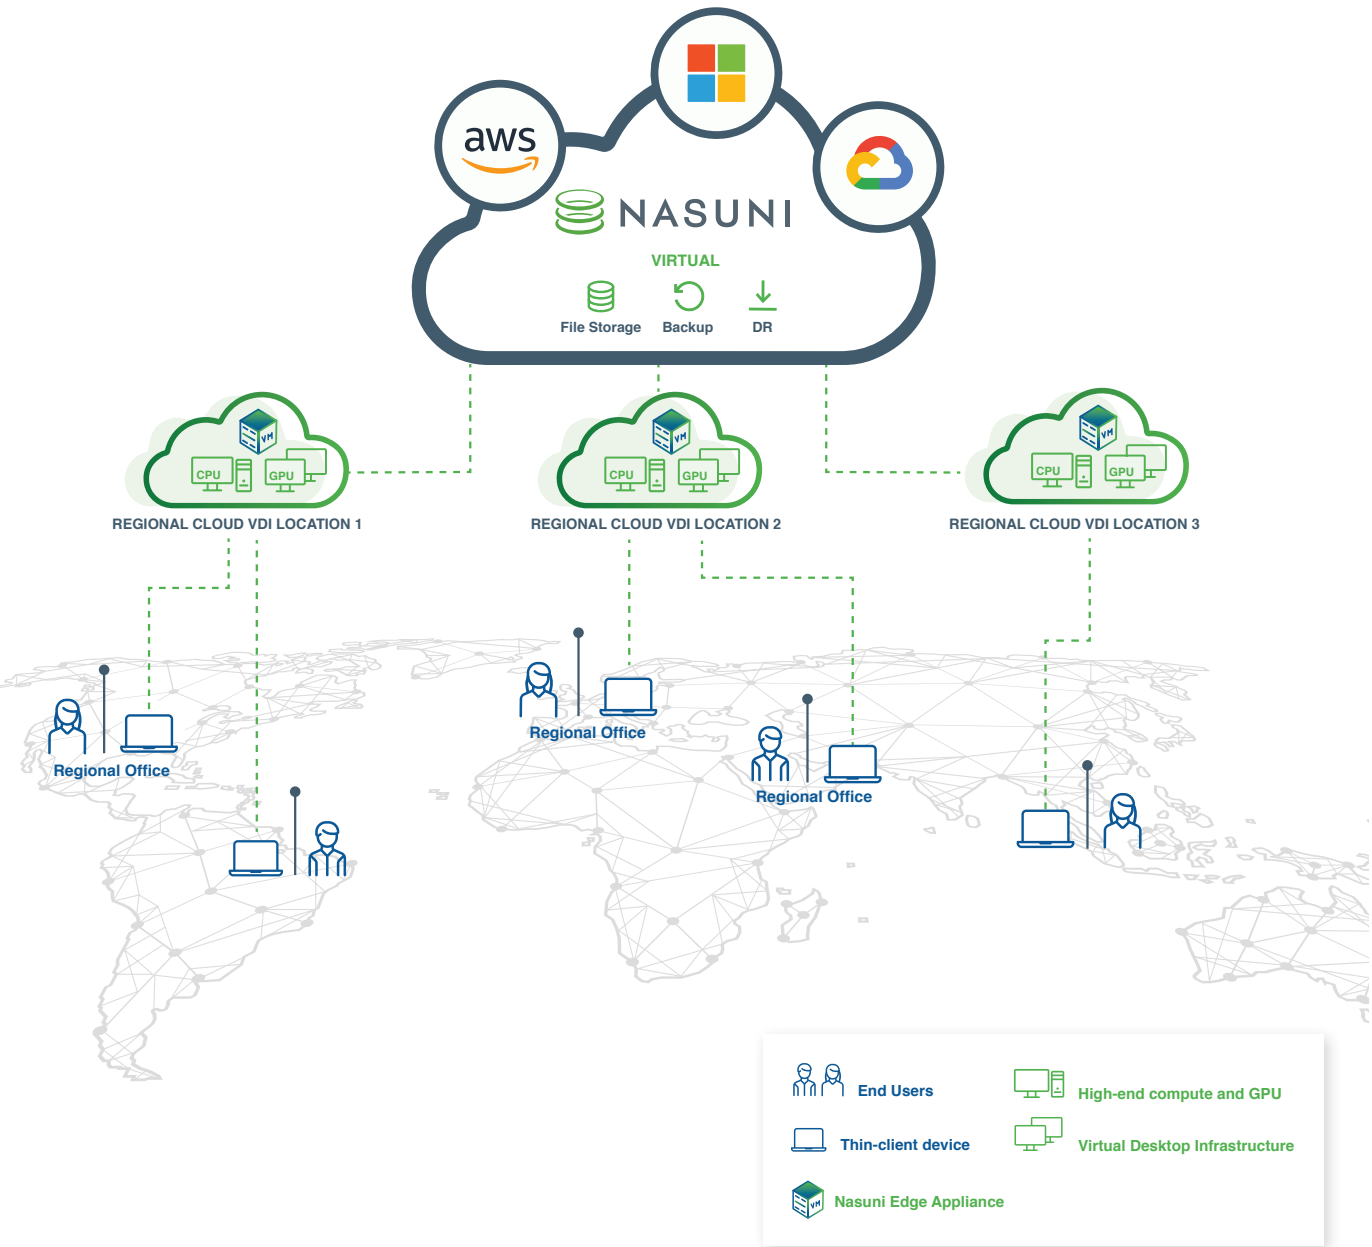 aws
NASUNI
VIRTUAL
File Storage Backup DR
VM
CPU GPU
REGIONAL CLOUD VDI LOCATION 1
VM
CPU GPU
REGIONAL CLOUD VDI LOCATION 2
VM
CPU GPU
REGIONAL CLOUD VDI LOCATION 3
Regional Office
Regional Office
Regional Office
End Users
High-end compute and GPU
Thin-client device
Virtual Desktop Infrastructure
VM
Nasuni Edge Appliance